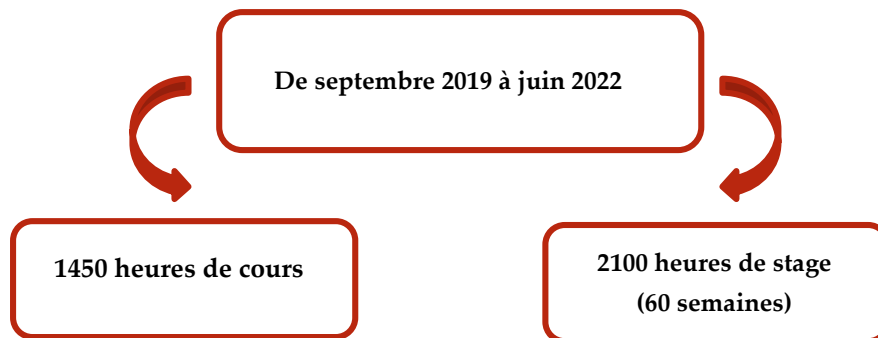 De septembre 2019 à juin 2022
1450 heures de cours
2100 heures de stage
(60 semaines)